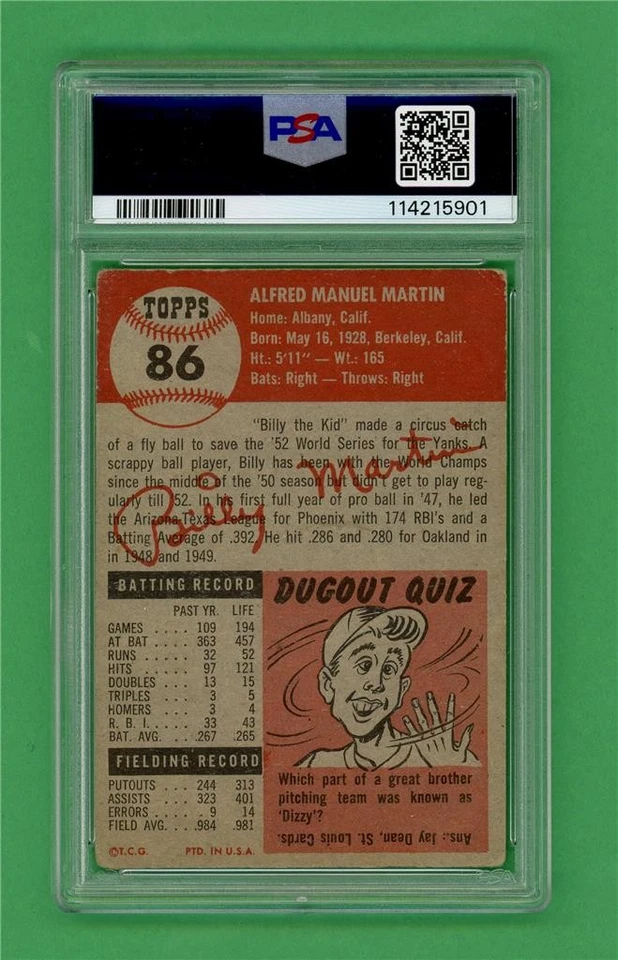 PSA
114215901
TOPPS
86
ALFRED MANUEL MARTIN
Home: Albany, Calif.
Born: May 16, 1928, Berkeley, Calif.
Ht.: 5'11" — Wt.: 165
Bats: Right — Throws: Right
"Billy the Kid" made a circus catch
of a fly ball to save the '52 World Series for the Yanks. A
scrappy ball player, Billy has been with the World Champs
since the middle of the '50 season but didn't get to play reg-
ularly till 52. In his first full year of pro ball in '47, he led
the Arizona-Texas League for Phoenix with 174 RBI's and a
Batting Average of .392. He hit .286 and .280 for Oakland in
in 1948 and 1949.
Billy Martin
BATTING RECORD
PAST YR. LIFE
GAMES .... 109 194
AT BAT .... 363 457
RUNS ..... 32 52
HITS ..... 97 121
DOUBLES ... 13 15
TRIPLES ... 3 5
HOMERS ... 3 4
R. B. I. .... 33 43
BAT. AVG. .. .267 .265
FIELDING RECORD
PUTOUTS ... 244 313
ASSISTS ... 323 401
ERRORS .... 9 14
FIELD AVG. .. .984 .981
©T.C.G. PTD. IN U.S.A.
DUGOUT QUIZ
Which part of a great brother
pitching team was known as
'Dizzy'?
Ans.: Jay Dean, St. Louis Cards.
PSA